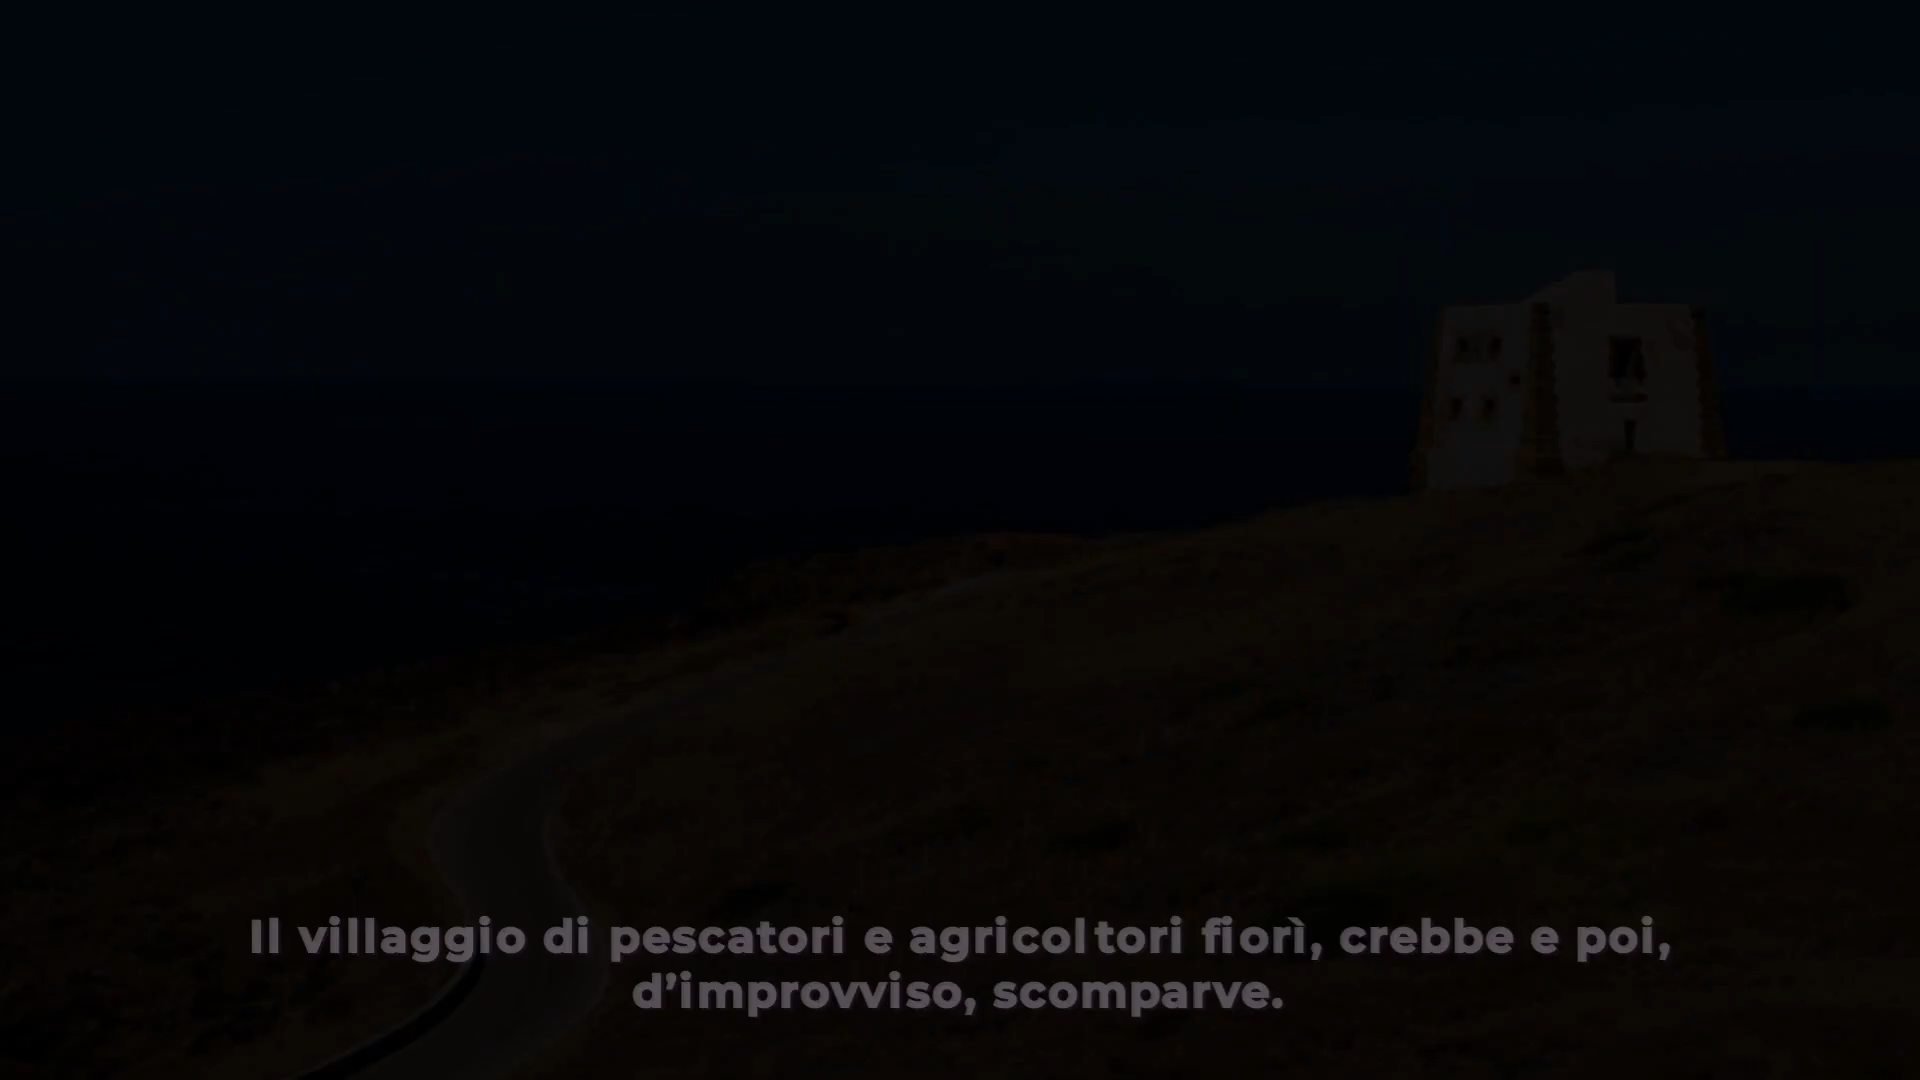 Il villaggio di pescatori e agricoltori fiorì, crebbe e poi,
d’improvviso, scomparve.